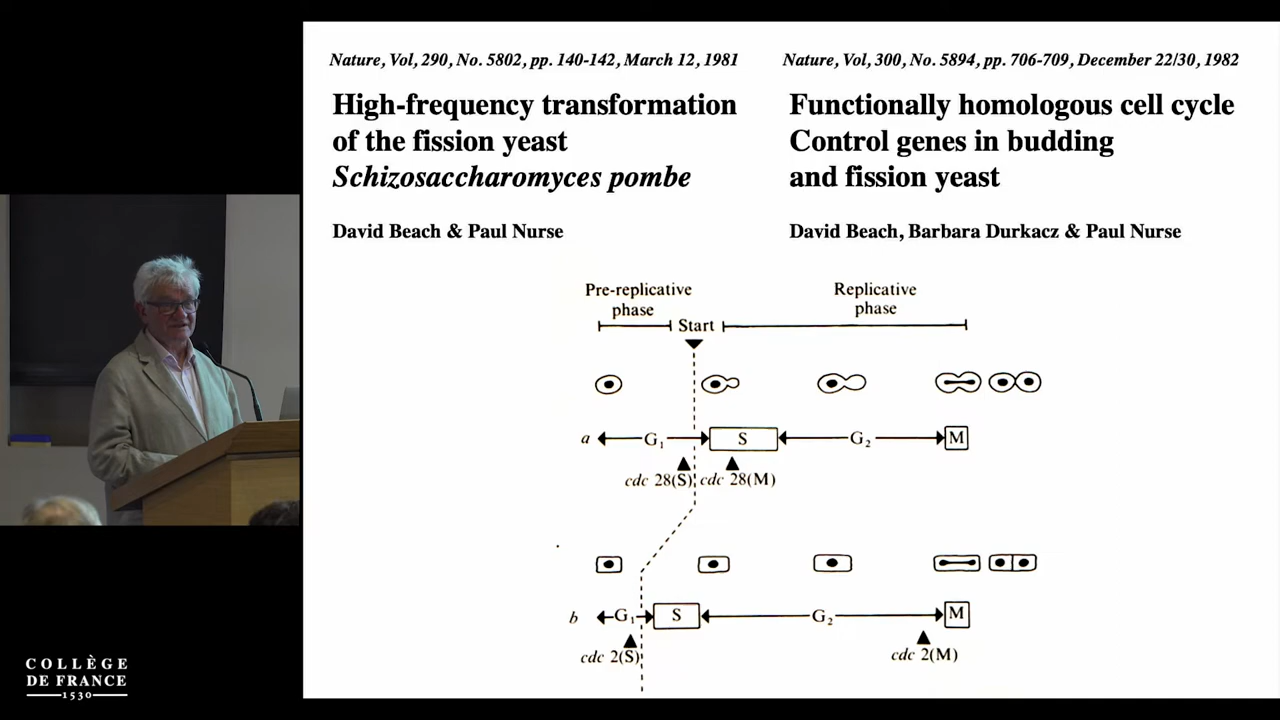 Nature, Vol, 290, No. 5802, pp. 140-142, March 12, 1981
High-frequency transformation
of the fission yeast
Schizosaccharomyces pombe
David Beach & Paul Nurse
Nature, Vol, 300, No. 5894, pp. 706-709, December 22/30, 1982
Functionally homologous cell cycle
Control genes in budding
and fission yeast
David Beach, Barbara Durkacz & Paul Nurse
Pre-replicative
phase
Start
Replicative
phase
a G₁ S G₂ M
cdc 28(S) cdc 28(M)
b G₁ S G₂ M
cdc 2(S) cdc 2(M)
COLLÈGE
DE FRANCE
1530